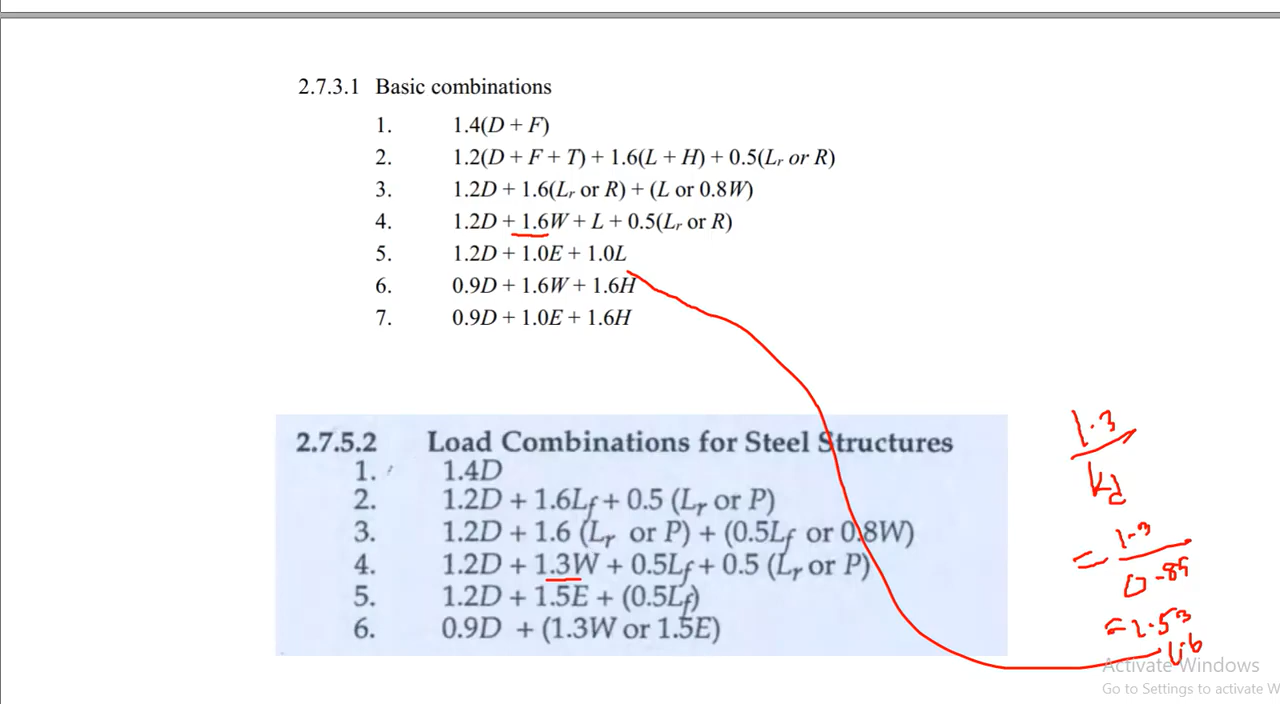 2.7.3.1 Basic combinations
1. 1.4(D + F)
2. 1.2(D + F + T) + 1.6(L + H) + 0.5(Lr or R)
3. 1.2D + 1.6(Lr or R) + (L or 0.8W)
4. 1.2D + 1.6W + L + 0.5(Lr or R)
5. 1.2D + 1.0E + 1.0L
6. 0.9D + 1.6W + 1.6H
7. 0.9D + 1.0E + 1.6H
2.7.5.2 Load Combinations for Steel Structures
1. 1.4D
2. 1.2D + 1.6Lf + 0.5 (Lr or P)
3. 1.2D + 1.6 (Lr or P) + (0.5Lf or 0.8W)
4. 1.2D + 1.3W + 0.5Lf + 0.5 (Lr or P)
5. 1.2D + 1.5E + (0.5Lf)
6. 0.9D + (1.3W or 1.5E)
1.3
Kd
= 1.3
0.85
= 1.53
1.6
Activate Windows
Go to Settings to activate W